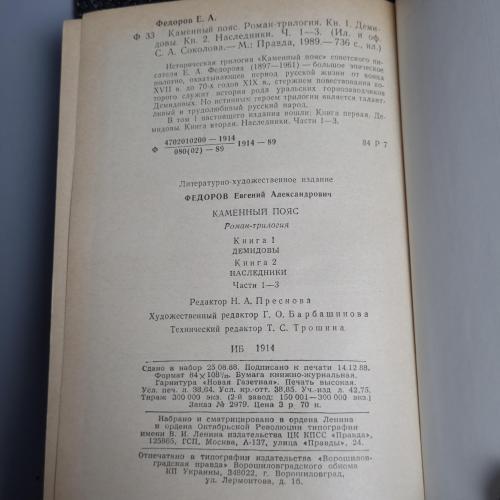 Федоров Е. А.
Ф 33 Каменный пояс. Роман-трилогия. Кн. 1. Деми-
довы. Кн. 2. Наследники. Ч. 1—3. (Ил. и оф.
С. А. Соколова.— М.: Правда, 1989.—736 с., ил.)
Историческая трилогия «Каменный пояс» советского пи-
сателя Е. А. Федорова (1897—1961) — большое эпическое
полотно, охватывающее период русской жизни от конца
XVII в. до 70-х годов XIX в., стержнем повествования ко-
торого служит история рода уральских горнозаводчиков
Демидовых. Но истинным героем трилогии является талант-
ливый и трудолюбивый русский народ.
В том 1 настоящего издания вошли: Книга первая. Де-
мидовы. Книга вторая. Наследники. Части 1—3.
Ф 4702010200—1914
080(02)—89 1914—89 84 Р 7
Литературно-художественное издание
ФЕДОРОВ Евгений Александрович
КАМЕННЫЙ ПОЯС
Роман-трилогия
Книга 1
ДЕМИДОВЫ
Книга 2
НАСЛЕДНИКИ
Части 1—3
Редактор Н. А. Преснова
Художественный редактор Г. О. Барбашинова
Технический редактор Т. С. Трошина
ИБ 1914
Сдано в набор 25.08.88. Подписано к печати 14.12.88.
Формат 84×108¹/₃₂. Бумага книжно-журнальная.
Гарнитура «Новая Газетная». Печать высокая.
Усл. печ. л. 38,64. Усл. кр.-отт. 38,85. Уч.-изд. л. 42,75.
Тираж 300000 экз. (2-й завод: 150 001—300 000 экз.)
Заказ № 2979. Цена 3 р. 70 к.
Набрано и сматрицировано в ордена Ленина
и ордена Октябрьской Революции типографии
имени В. И. Ленина издательства ЦК КПСС «Правда»,
125865, ГСП, Москва, А-137, улица «Правды», 24.
Отпечатано в типографии издательства «Ворошилов-
градская правда» Ворошиловградского обкома
КП Украины, 348022, г. Ворошиловград,
ул. Лермонтова, д. 1б.